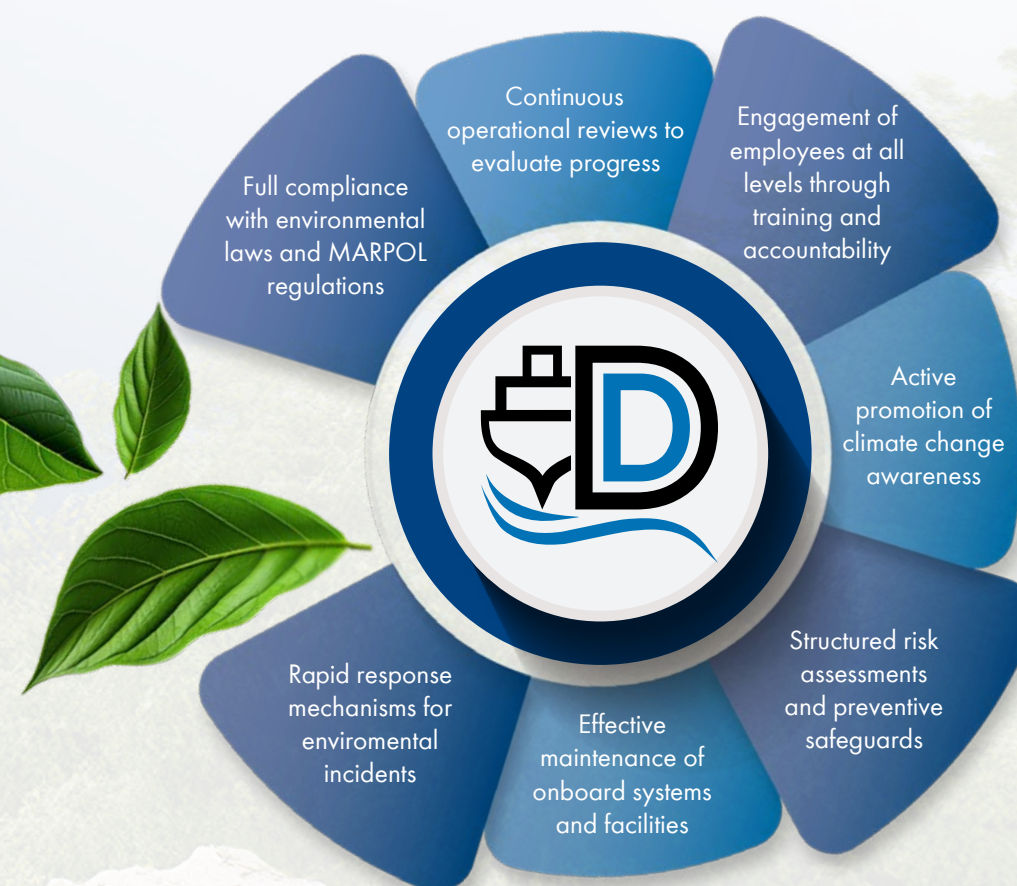 Full compliance
with environmental
laws and MARPOL
regulations
Continuous
operational reviews to
evaluate progress
Engagement of
employees at all
levels through
training and
accountability
Active
promotion of
climate change
awareness
Structured risk
assessments
and preventive
safeguards
Effective
maintenance of
onboard systems
and facilities
Rapid response
mechanisms for
enviromental
incidents
D